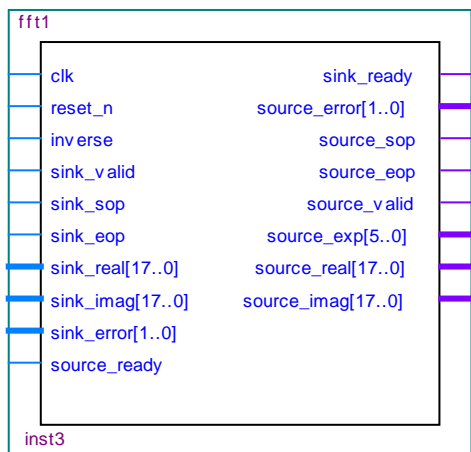 fft1
clk
sink_ready
reset_n
source_error[1..0]
inverse
source_sop
sink_valid
source_eop
sink_sop
source_valid
sink_eop
source_exp[5..0]
sink_real[17..0]
source_real[17..0]
sink_imag[17..0]
source_imag[17..0]
sink_error[1..0]
source_ready
inst3